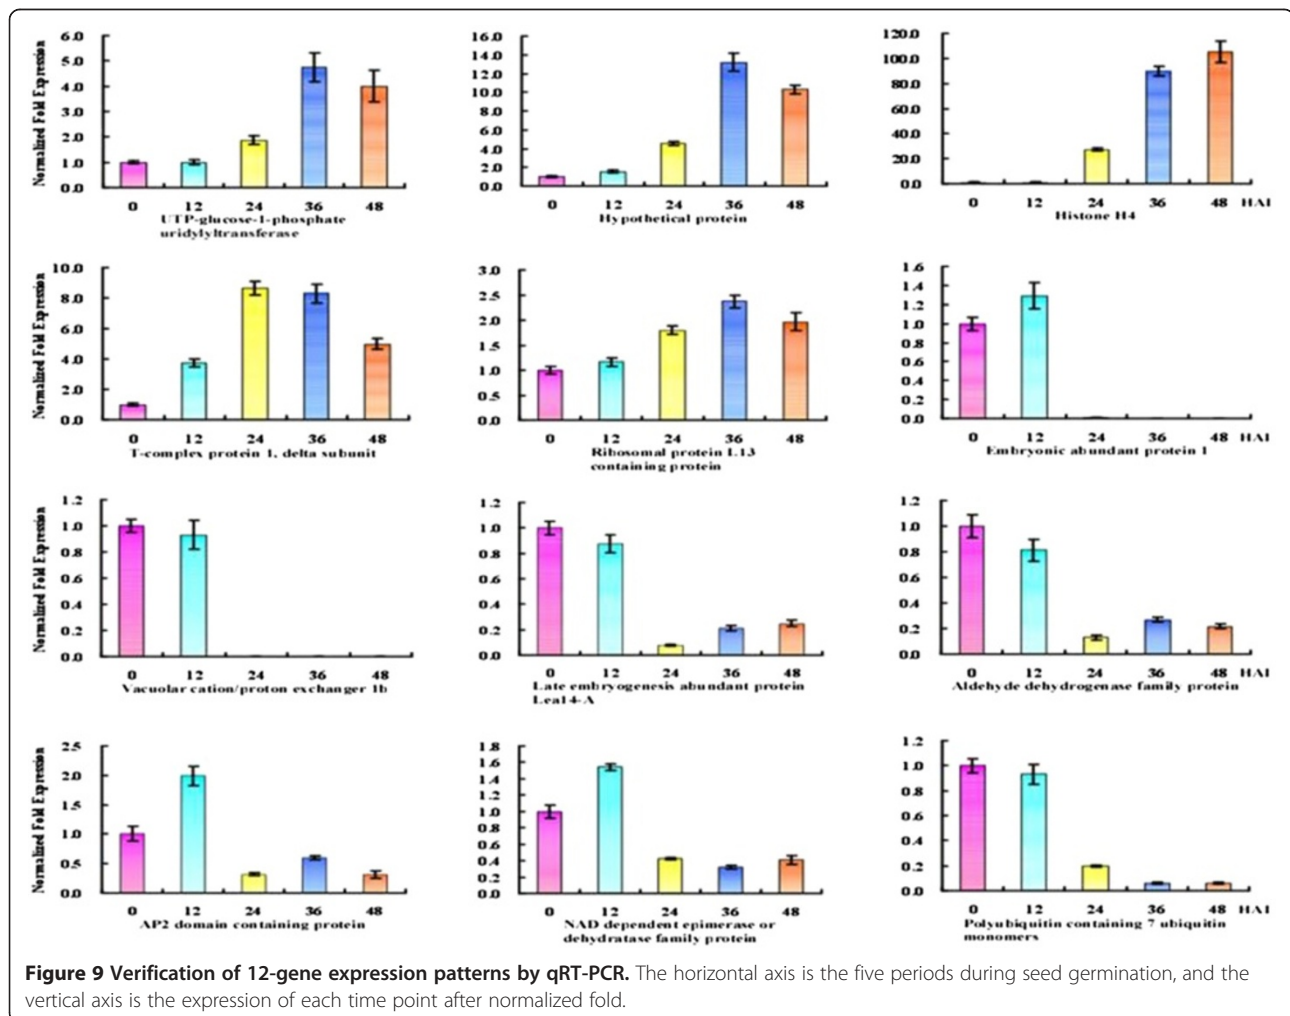 6.0
5.0
4.0
3.0
2.0
1.0
0.0
Normalized Fold Expression
0 12 24 36 48
UTP-glucose-1-phosphate
uridylyltransferase
16.0
14.0
12.0
10.0
8.0
6.0
4.0
2.0
0.0
0 12 24 36 48
Hypothetical protein
120.0
100.0
80.0
60.0
40.0
20.0
0.0
0 12 24 36 48 HAI
Histone H4
10.0
8.0
6.0
4.0
2.0
0.0
Normalized Fold Expression
0 12 24 36 48
T-complex protein 1, delta subunit
3.0
2.5
2.0
1.5
1.0
0.5
0.0
0 12 24 36 48
Ribosomal protein L13
containing protein
1.6
1.4
1.2
1.0
0.8
0.6
0.4
0.2
0.0
0 12 24 36 48 HAI
Embryonic abundant protein 1
1.2
1.0
0.8
0.6
0.4
0.2
0.0
Normalized Fold Expression
0 12 24 36 48
Vacuolar cation/proton exchanger 1b
1.2
1.0
0.8
0.6
0.4
0.2
0.0
0 12 24 36 48
Late embryogenesis abundant protein
Lea14-A
1.2
1.0
0.8
0.6
0.4
0.2
0.0
0 12 24 36 48 HAI
Aldehyde dehydrogenase family protein
2.5
2.0
1.5
1.0
0.5
0.0
Normalized Fold Expression
0 12 24 36 48
AP2 domain containing protein
1.8
1.6
1.4
1.2
1.0
0.8
0.6
0.4
0.2
0.0
0 12 24 36 48
NAD dependent epimerase or
dehydratase family protein
1.2
1.0
0.8
0.6
0.4
0.2
0.0
0 12 24 36 48 HAI
Polyubiquitin containing 7 ubiquitin
monomers
Figure 9 Verification of 12-gene expression patterns by qRT-PCR. The horizontal axis is the five periods during seed germination, and the
vertical axis is the expression of each time point after normalized fold.